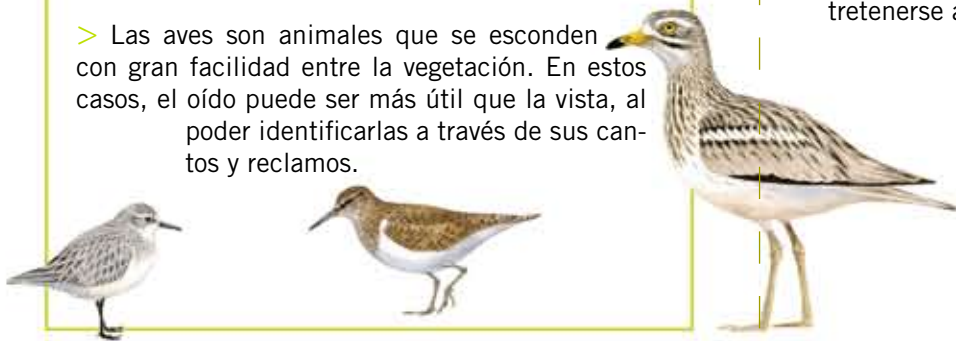 > Las aves son animales que se esconden
con gran facilidad entre la vegetación. En estos
casos, el oído puede ser más útil que la vista, al
poder identificarlas a través de sus can-
tos y reclamos.
tretenerse a